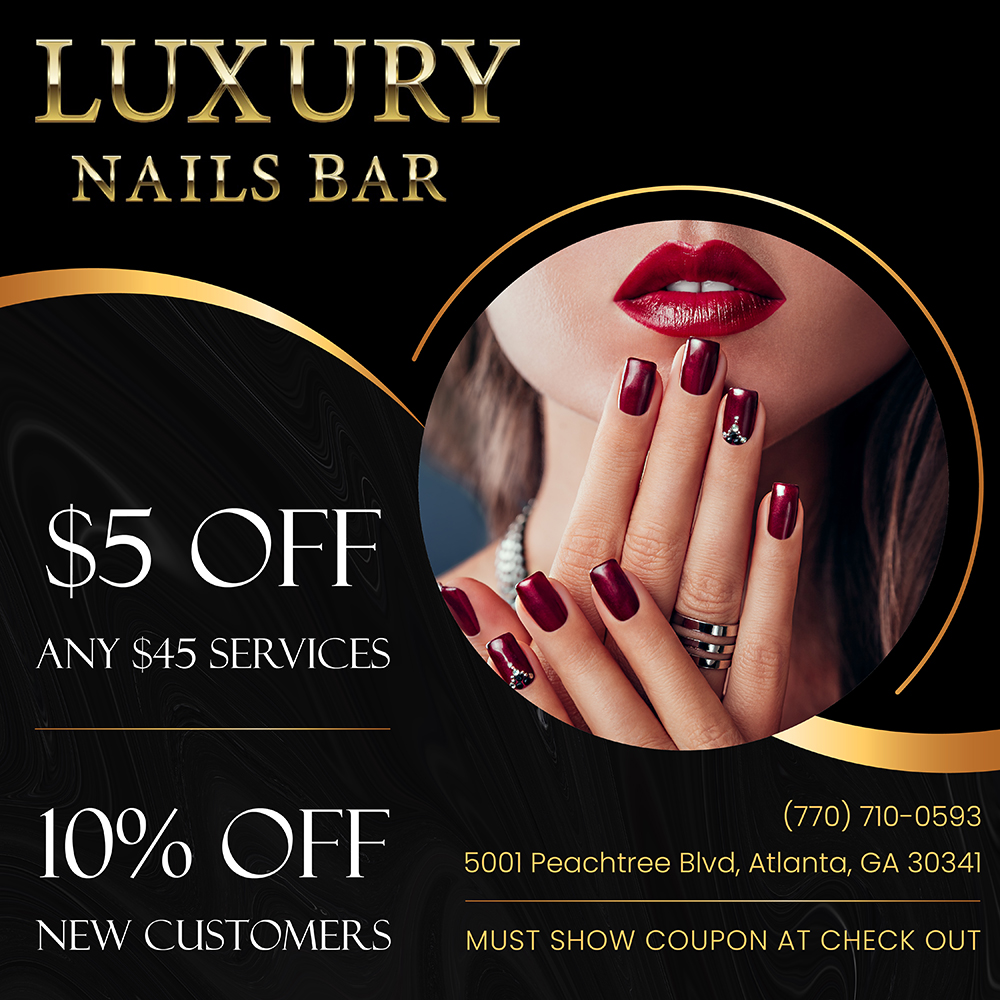 LUXURY
NAILS BAR
$5 OFF
ANY $45 SERVICES
10% OFF
NEW CUSTOMERS
(770) 710-0593
5001 Peachtree Blvd, Atlanta, GA 30341
MUST SHOW COUPON AT CHECK OUT